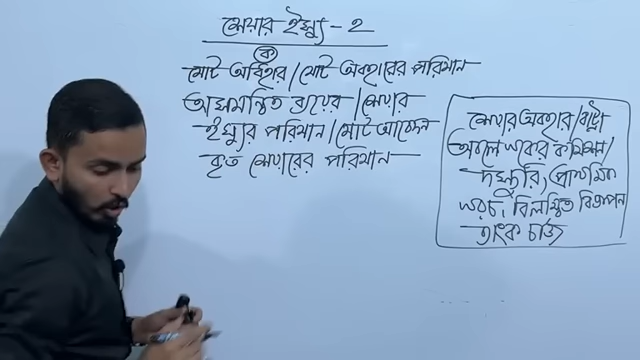 শেয়ার ইস্যু - ২
ক
মোট অধিহার / মোট অবহারের পরিমান
অসমন্বিত ব্যয়ের / শেয়ার
ইস্যুর পরিমান / মোট আবেদন
কৃত শেয়ারের পরিমান
শেয়ার অবহার / বাট্টা
অবলেখকের কমিশন /
দস্তুরি, প্রাথমিক
খরচ, বিলম্বিত বিজ্ঞাপন
ব্যাংক চার্জ